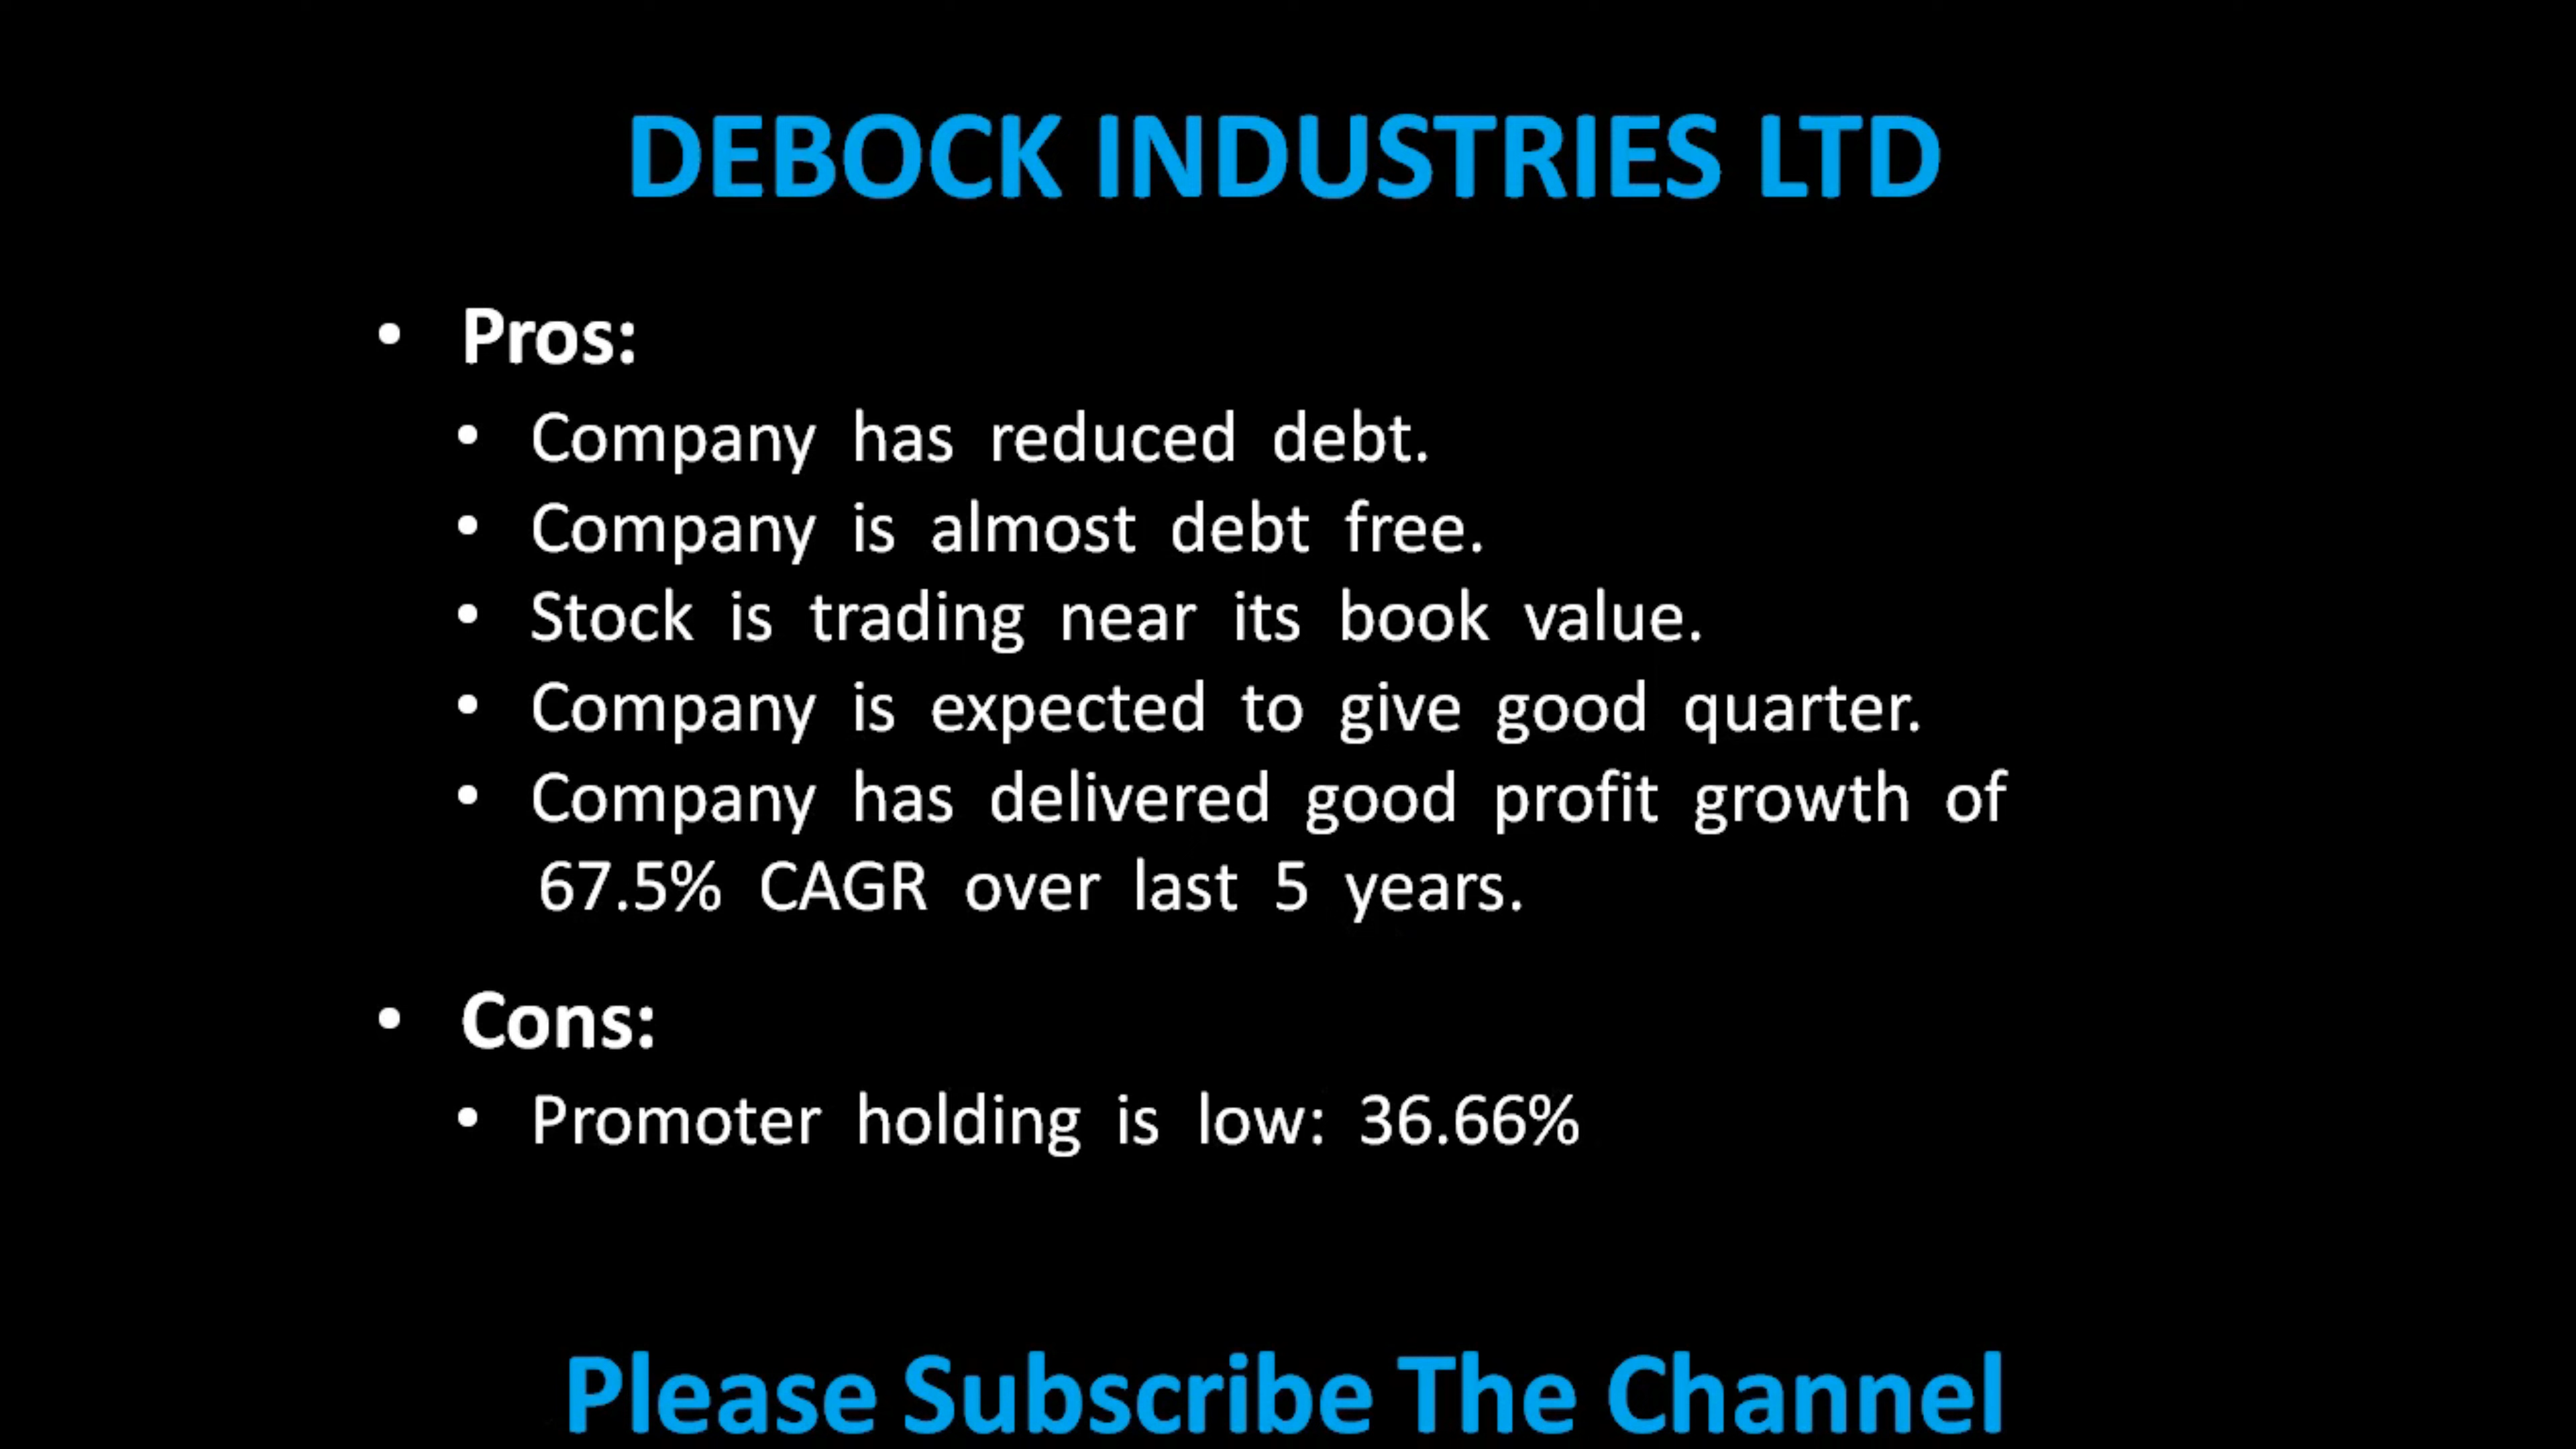 DEBOCK INDUSTRIES LTD
• Pros:
• Company has reduced debt.
• Company is almost debt free.
• Stock is trading near its book value.
• Company is expected to give good quarter.
• Company has delivered good profit growth of
67.5% CAGR over last 5 years.
• Cons:
• Promoter holding is low: 36.66%
Please Subscribe The Channel